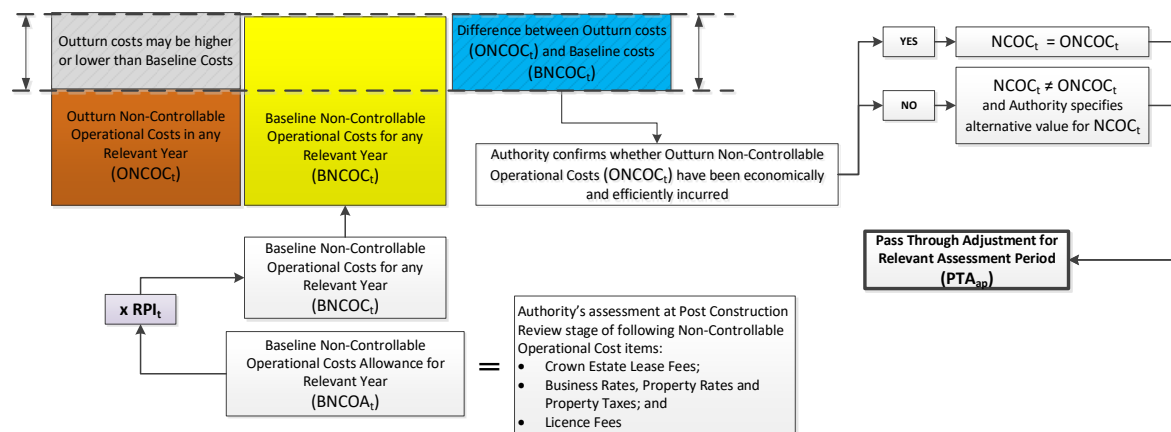 Outturn costs may be higher
or lower than Baseline Costs
Outturn Non-Controllable
Operational Costs in any
Relevant Year
(ONCOCt)
Baseline Non-Controllable
Operational Costs for any
Relevant Year
(BNCOCt)
Difference between Outturn costs
(ONCOCt) and Baseline costs
(BNCOCt)
YES
NCOCt = ONCOCt
NO
NCOCt ≠ ONCOCt
and Authority specifies
alternative value for NCOCt
Authority confirms whether Outturn Non-Controllable
Operational Costs (ONCOCt) have been economically
and efficiently incurred
Pass Through Adjustment for
Relevant Assessment Period
(PTAap)
Baseline Non-Controllable
Operational Costs for any
Relevant Year
(BNCOCt)
x RPIt
Baseline Non-Controllable
Operational Costs Allowance for
Relevant Year
(BNCOAt)
=
Authority's assessment at Post Construction
Review stage of following Non-Controllable
Operational Cost items:
• Crown Estate Lease Fees;
• Business Rates, Property Rates and
Property Taxes; and
• Licence Fees